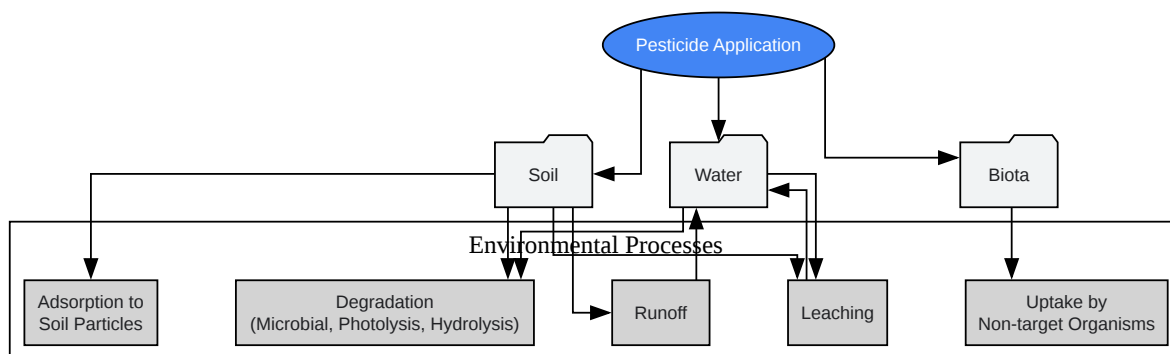 Pesticide Application
Soil
Water
Biota
Environmental Processes
Adsorption to
Soil Particles
Degradation
(Microbial, Photolysis, Hydrolysis)
Runoff
Leaching
Uptake by
Non-target Organisms